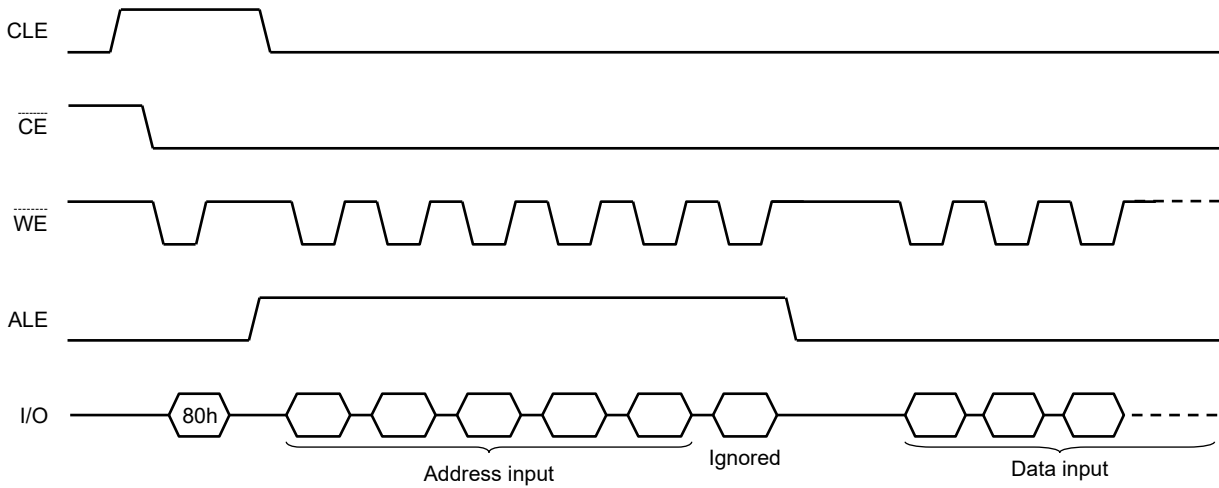 CLE
CE
WE
ALE
I/O
80h
Address input
Ignored
Data input